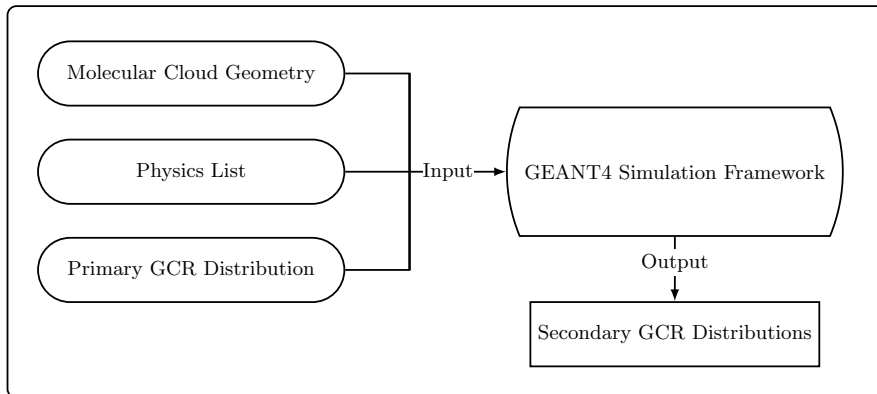 Molecular Cloud Geometry
Physics List
Primary GCR Distribution
Input
GEANT4 Simulation Framework
Output
Secondary GCR Distributions